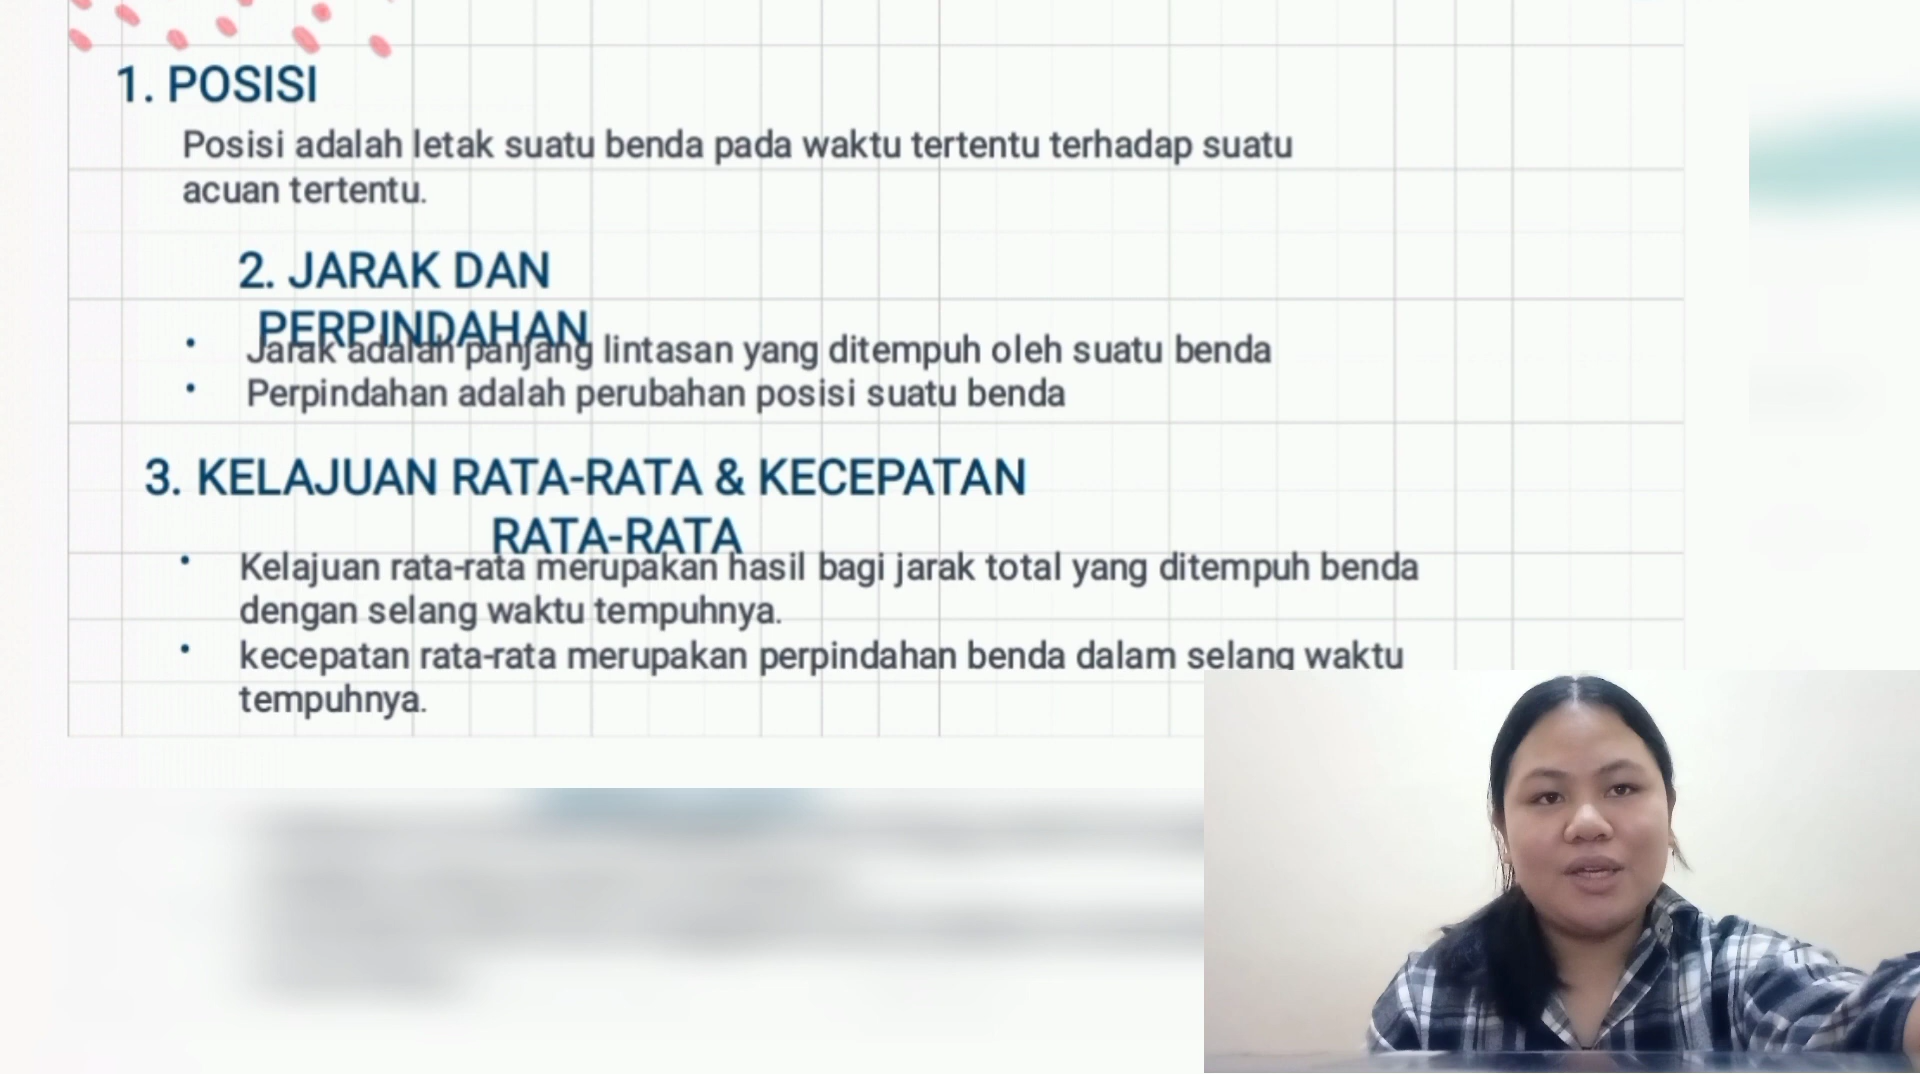 1. POSISI
Posisi adalah letak suatu benda pada waktu tertentu terhadap suatu
acuan tertentu.
2. JARAK DAN
PERPINDAHAN
• Jarak adalah panjang lintasan yang ditempuh oleh suatu benda
• Perpindahan adalah perubahan posisi suatu benda
3. KELAJUAN RATA-RATA & KECEPATAN
RATA-RATA
• Kelajuan rata-rata merupakan hasil bagi jarak total yang ditempuh benda
dengan selang waktu tempuhnya.
• kecepatan rata-rata merupakan perpindahan benda dalam selang waktu
tempuhnya.